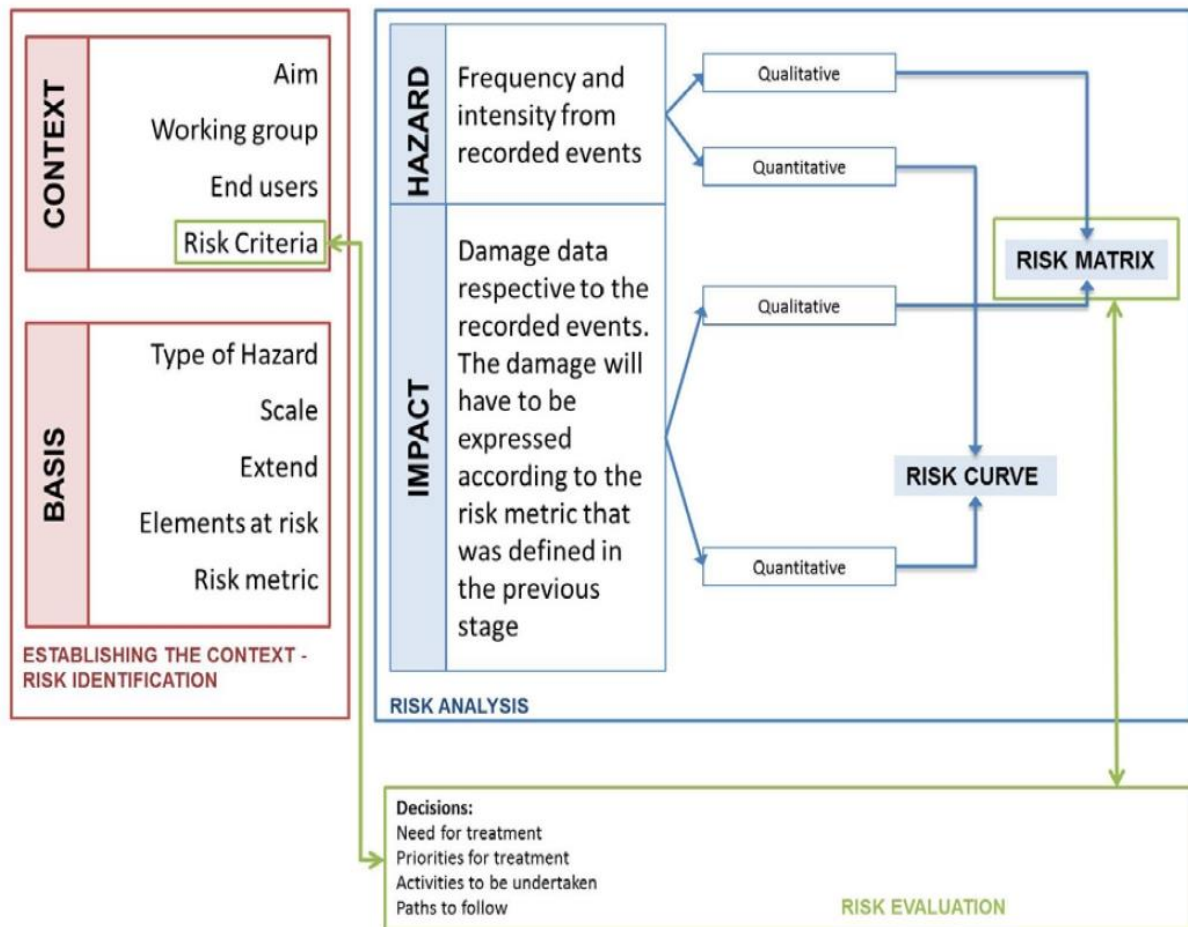 CONTEXT
Aim
Working group
End users
Risk Criteria
BASIS
Type of Hazard
Scale
Extend
Elements at risk
Risk metric
ESTABLISHING THE CONTEXT -
RISK IDENTIFICATION
HAZARD
Frequency and
intensity from
recorded events
IMPACT
Damage data
respective to the
recorded events.
The damage will
have to be
expressed
according to the
risk metric that
was defined in
the previous
stage
Qualitative
Quantitative
Qualitative
Quantitative
RISK MATRIX
RISK CURVE
RISK ANALYSIS
Decisions:
Need for treatment
Priorities for treatment
Activities to be undertaken
Paths to follow
RISK EVALUATION